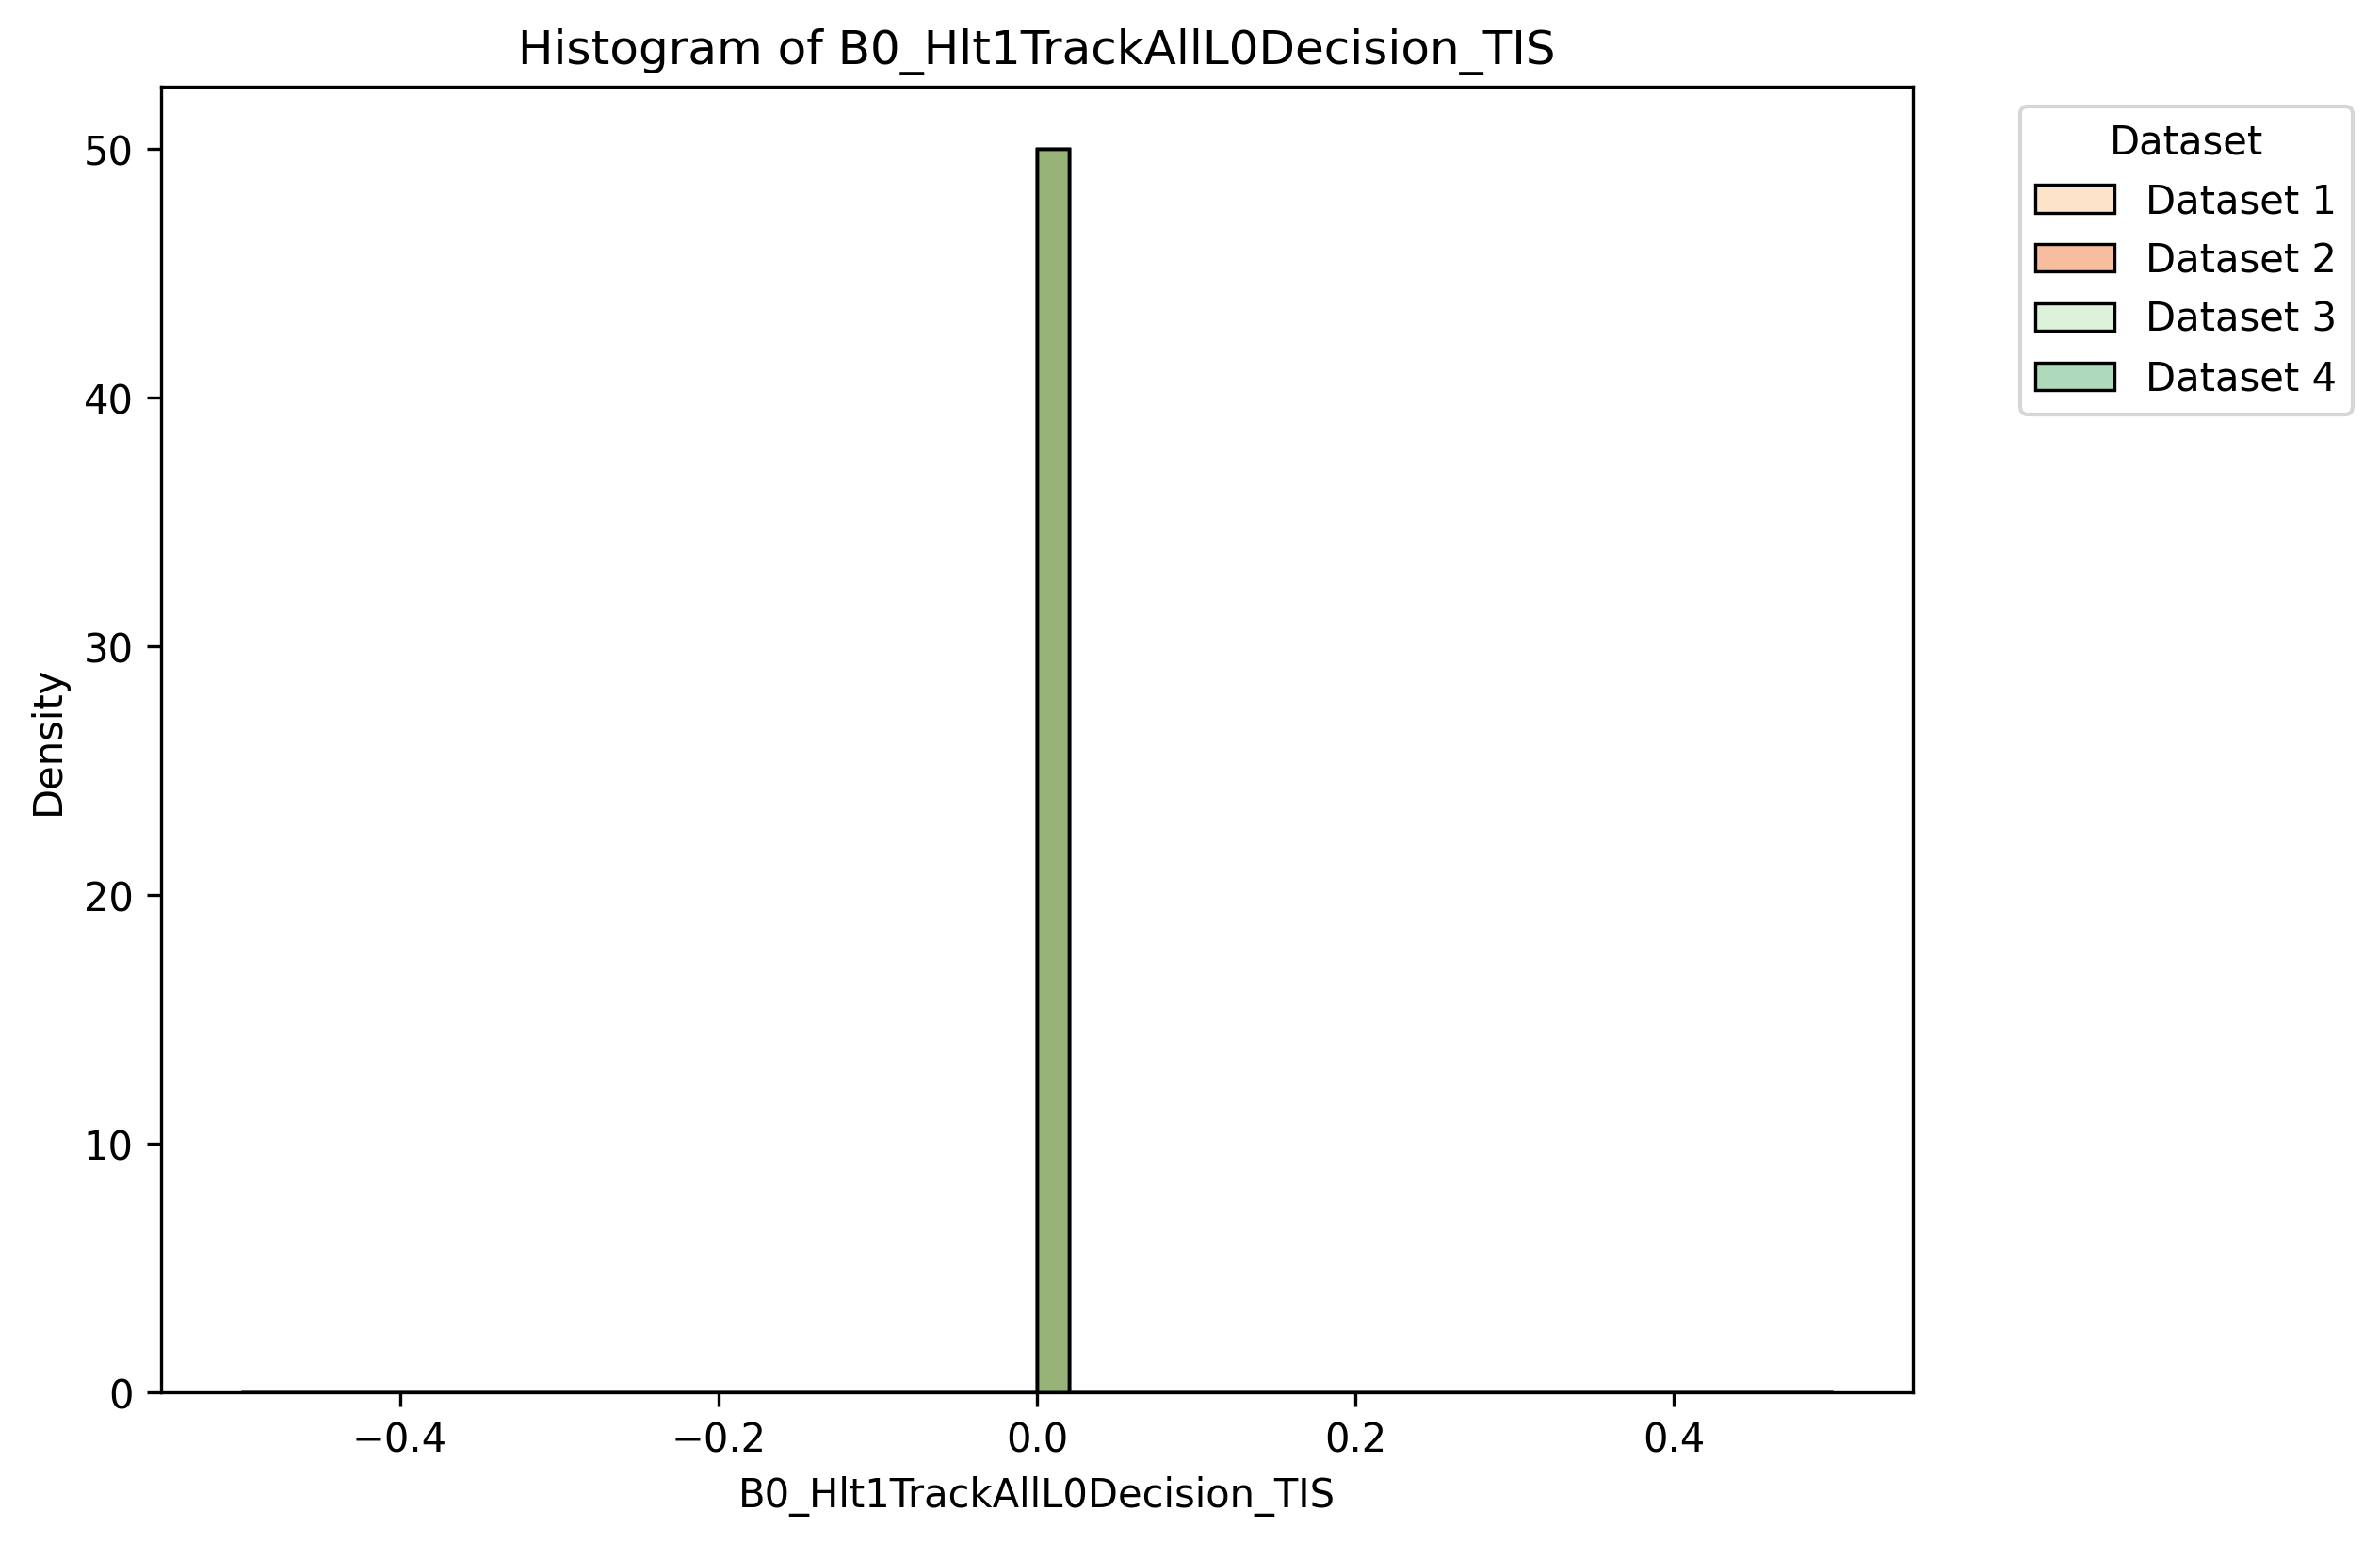 Histogram of B0_Hlt1TrackAllL0Decision_TIS
Dataset
Dataset 1
Dataset 2
Dataset 3
Dataset 4
Density
50
40
30
20
10
0
−0.4
−0.2
0.0
0.2
0.4
B0_Hlt1TrackAllL0Decision_TIS